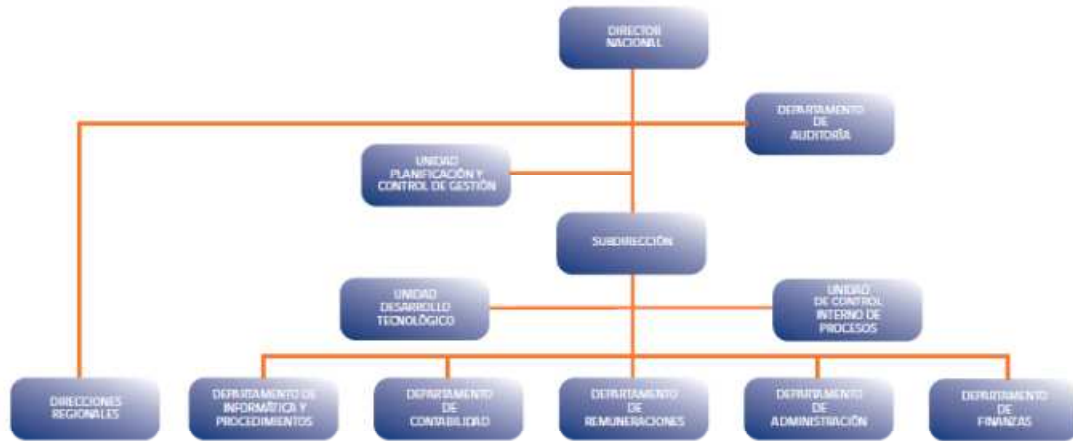 DIRECTOR
NACIONAL
DEPARTAMENTO
DE
AUDITORÍA
UNIDAD
PLANIFICACIÓN Y
CONTROL DE GESTIÓN
SUBDIRECCIÓN
UNIDAD
DESARROLLO
TECNOLÓGICO
UNIDAD
DE CONTROL
INTERNO DE
PROCESOS
DIRECCIONES
REGIONALES
DEPARTAMENTO DE
INFORMÁTICA Y
PROCEDIMIENTOS
DEPARTAMENTO
DE
CONTABILIDAD
DEPARTAMENTO
DE
REMUNERACIONES
DEPARTAMENTO
DE
ADMINISTRACIÓN
DEPARTAMENTO
DE
FINANZAS